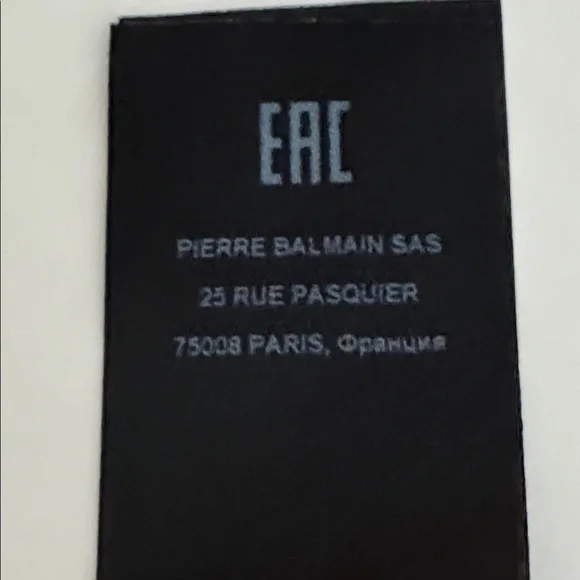 EAC
PIERRE BALMAIN SAS
25 RUE PASQUIER
75008 PARIS, Франция